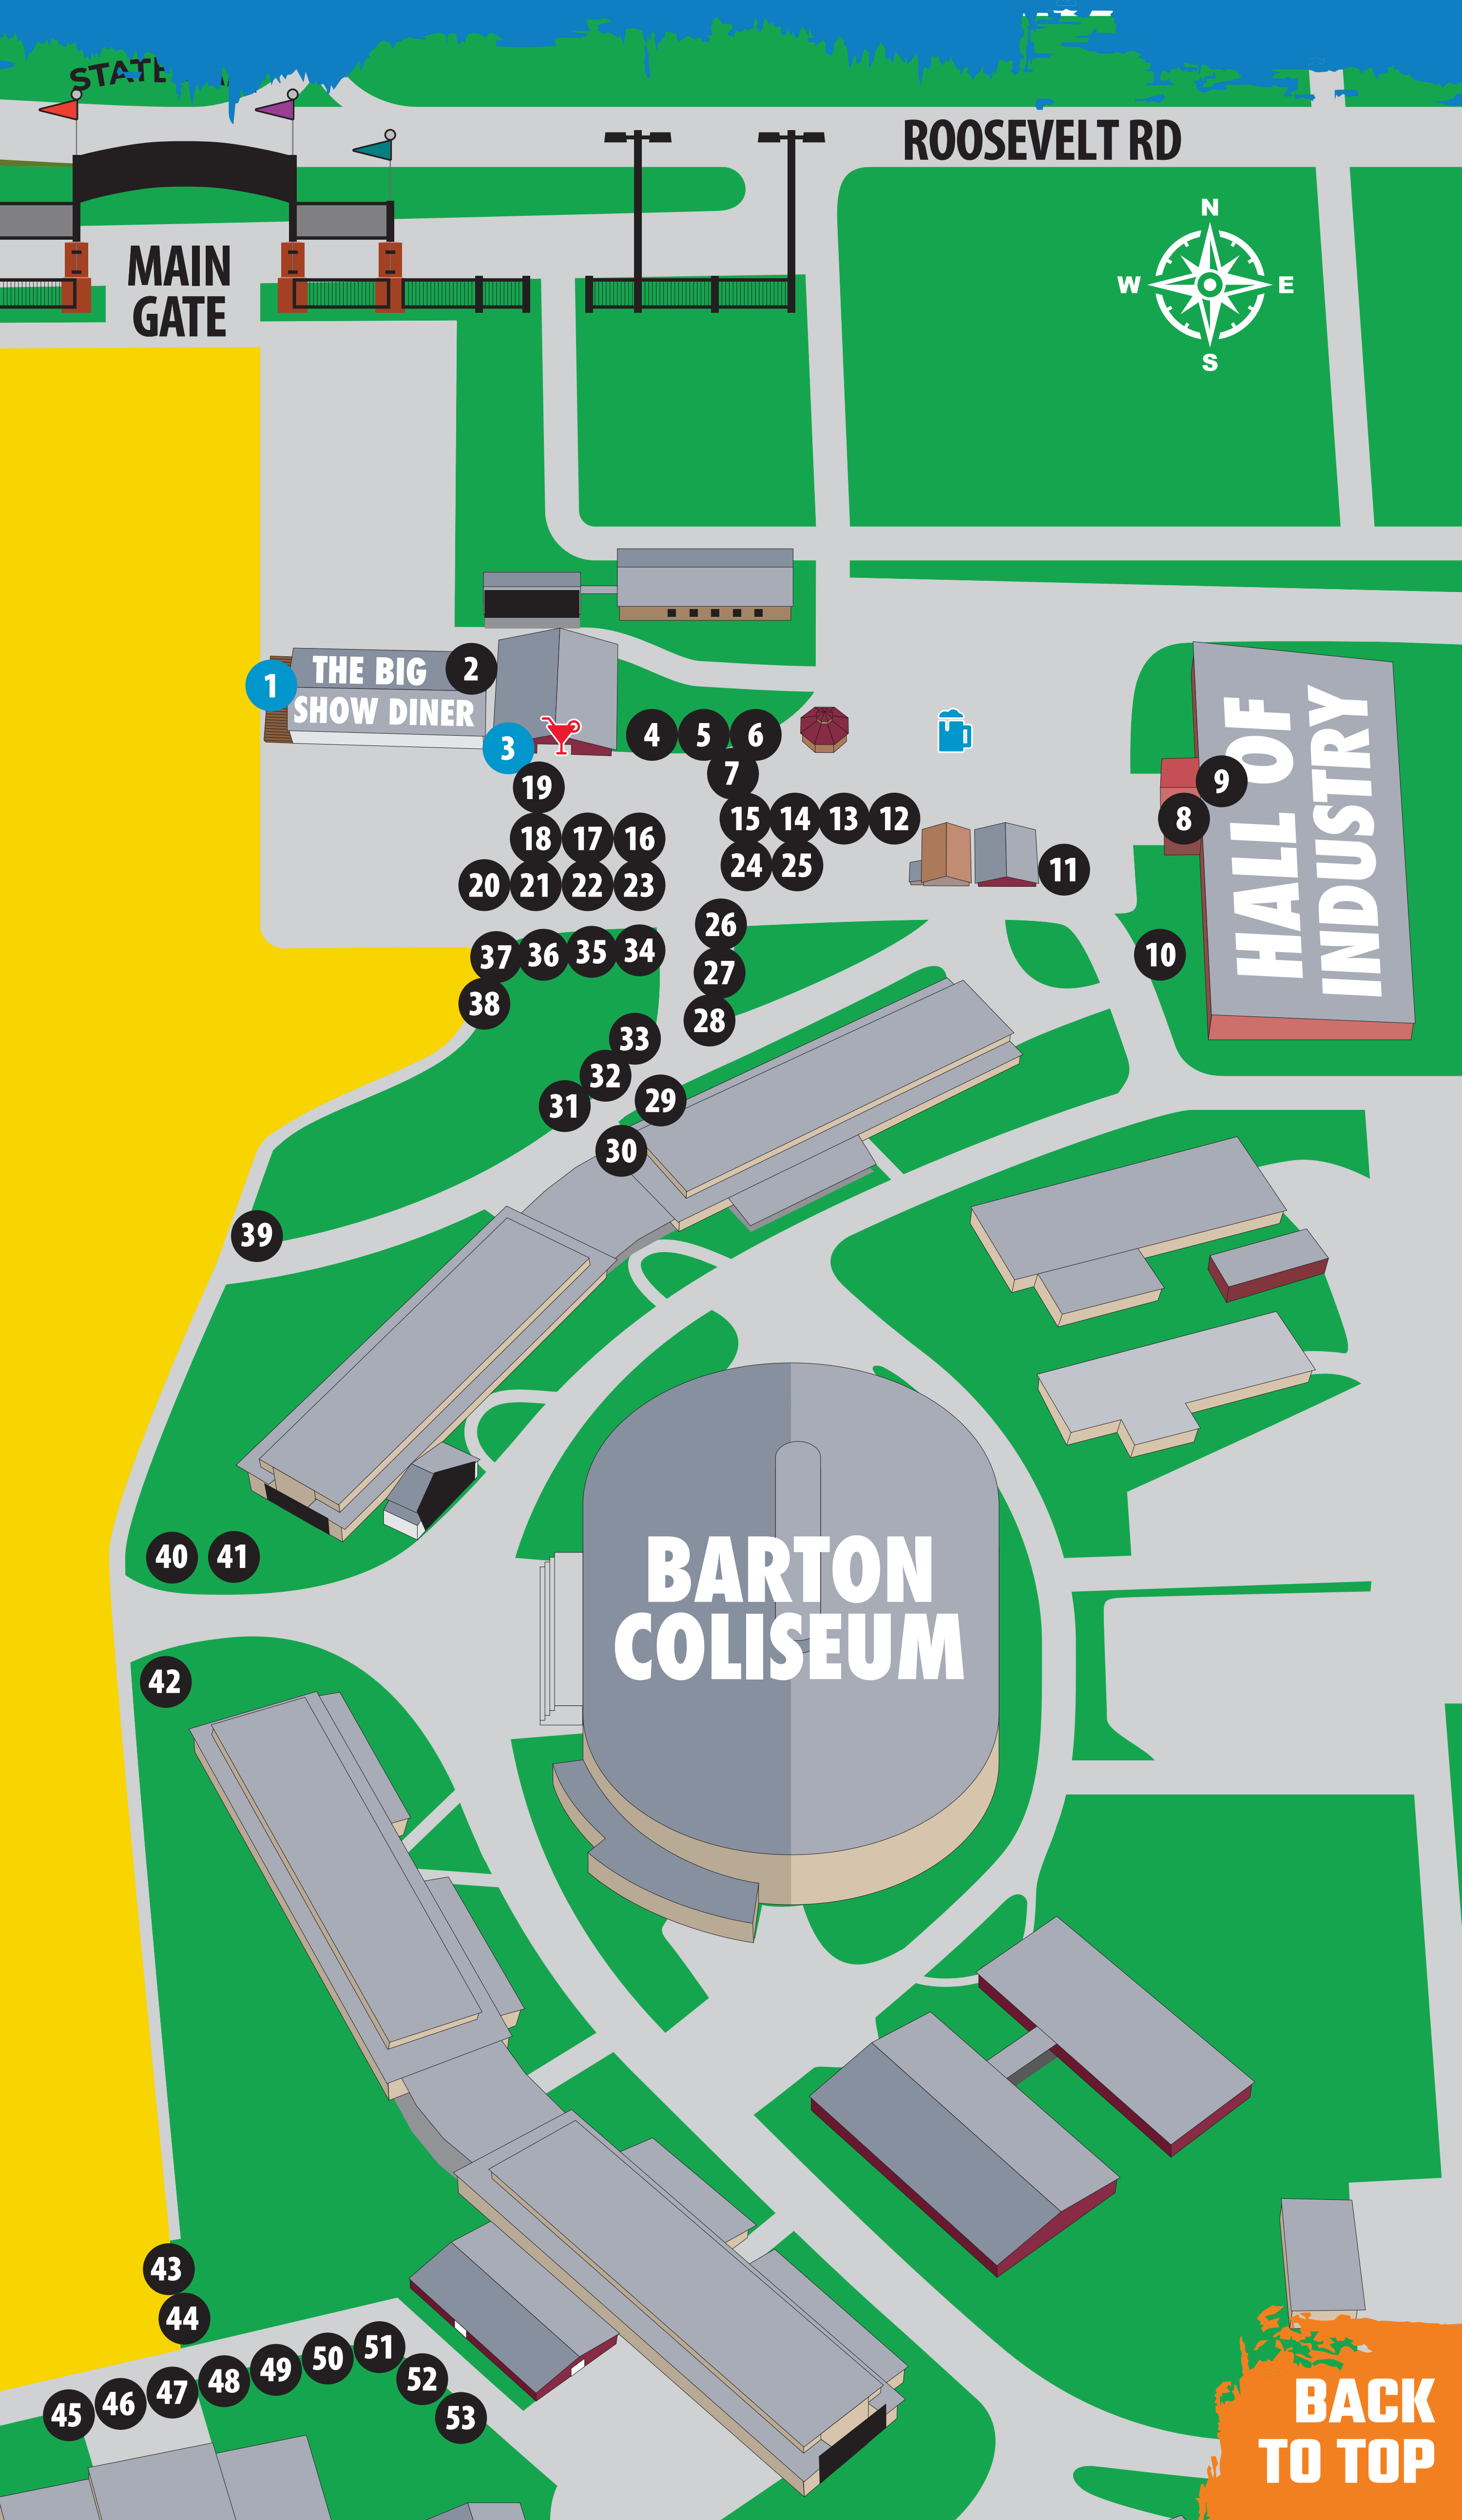 STATE
ROOSEVELT RD
N
W E
S
MAIN
GATE
THE BIG
SHOW DINER
1
2
3
4 5 6
7
19
15 14 13 12
18 17 16
24 25
11
20 21 22 23
9
8
HALL OF
INDUSTRY
10
26
37 36 35 34
27
38
28
33
32
31
29
30
39
40 41
BARTON
COLISEUM
42
43
44
45 46 47 48 49 50 51
52
53
BACK
TO TOP